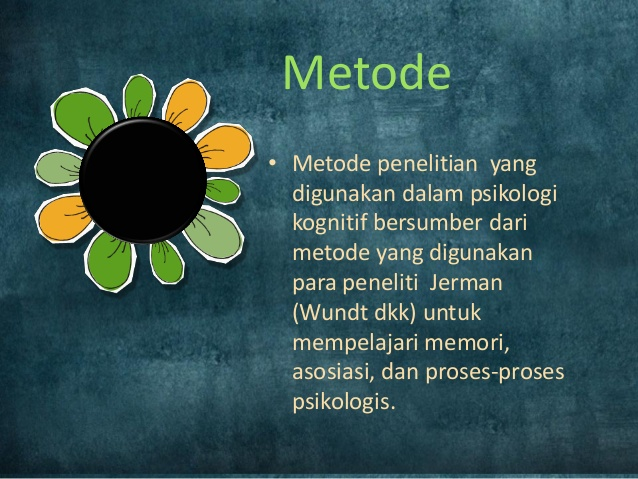 Metode
• Metode penelitian yang
digunakan dalam psikologi
kognitif bersumber dari
metode yang digunakan
para peneliti Jerman
(Wundt dkk) untuk
mempelajari memori,
asosiasi, dan proses-proses
psikologis.